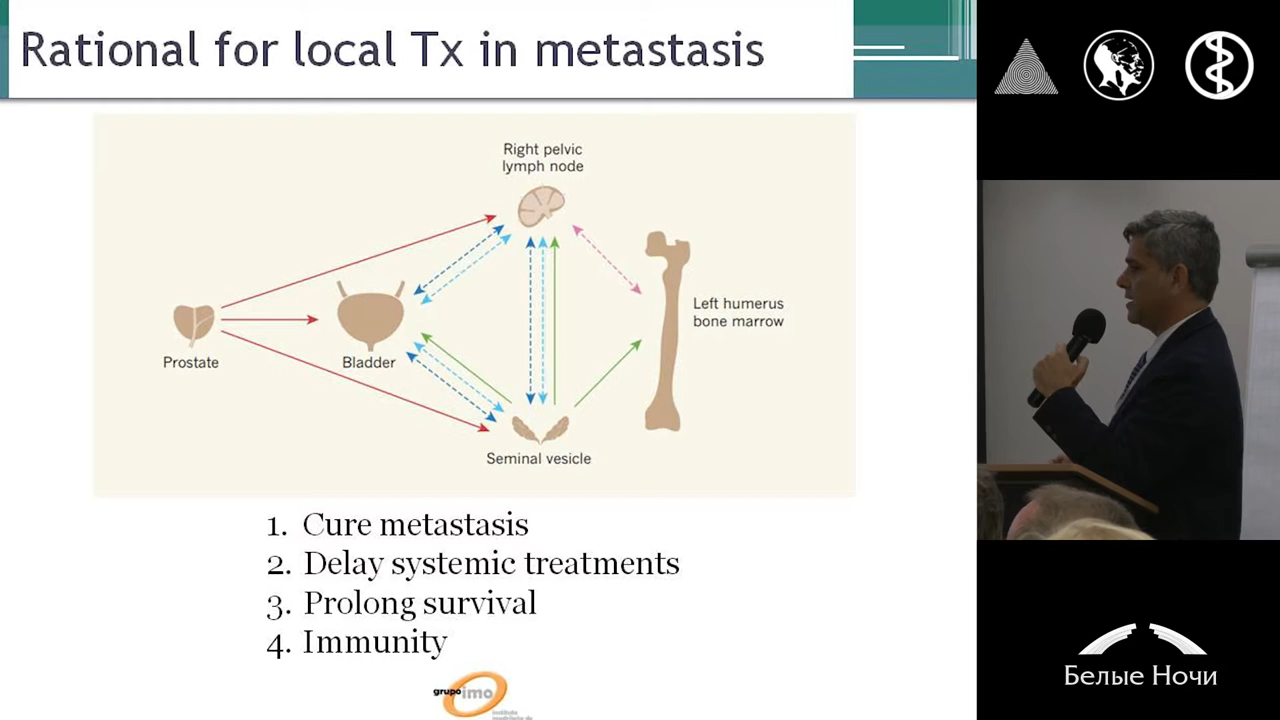 Rational for local Tx in metastasis
Right pelvic
lymph node
Left humerus
bone marrow
Prostate
Bladder
Seminal vesicle
1. Cure metastasis
2. Delay systemic treatments
3. Prolong survival
4. Immunity
grupo imo
Белые Ночи